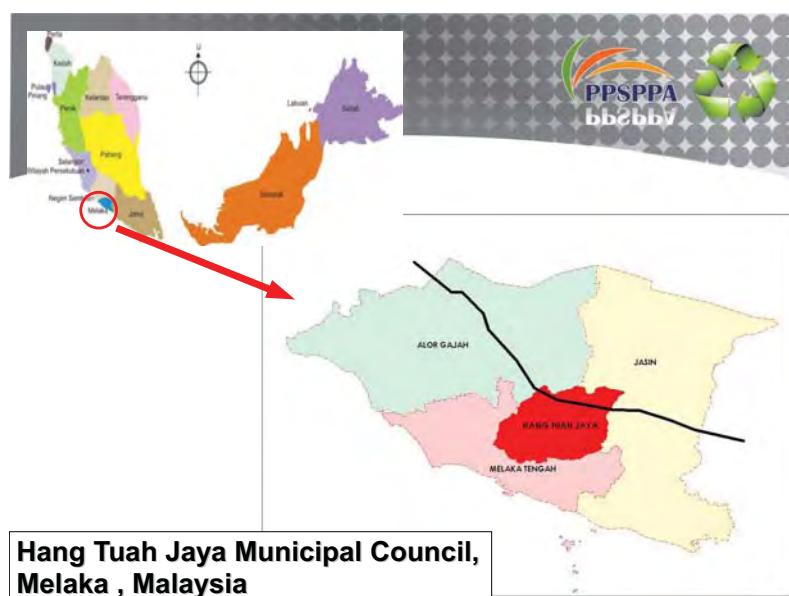 Perlis
U
Kedah
Pulau
Pinang
Perak
Kelantan
Terengganu
Labuan
Sabah
Pahang
Selangor
Wilayah Persekutuan
Negeri Sembilan
Melaka
Johor
Sarawak
PPSPPA
ALOR GAJAH
JASIN
HANG TUAH JAYA
MELAKA TENGAH
Hang Tuah Jaya Municipal Council,
Melaka , Malaysia